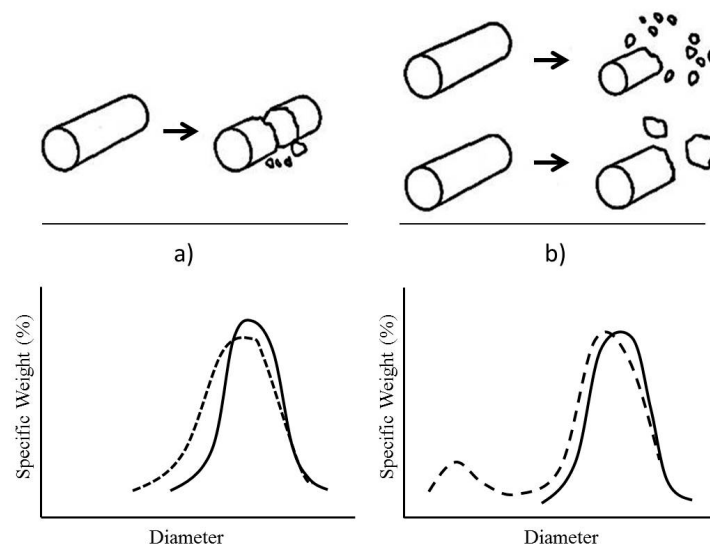 a)
b)
Specific Weight (%)
Diameter
Specific Weight (%)
Diameter